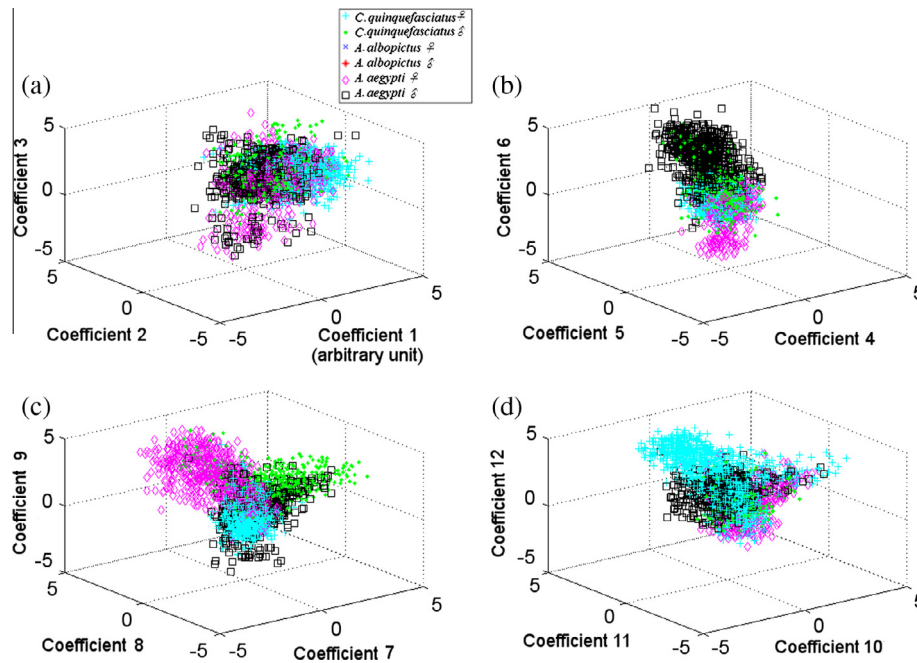 C. quinquefasciatus ♀
C. quinquefasciatus ♂
A. albopictus ♀
A. albopictus ♂
A. aegypti ♀
A. aegypti ♂
(a)
5
0
-5
Coefficient 3
5
0
-5
Coefficient 2
-5
0
5
Coefficient 1
(arbitrary unit)
(b)
5
0
-5
Coefficient 6
5
0
-5
Coefficient 5
-5
0
5
Coefficient 4
(c)
5
0
-5
Coefficient 9
5
0
-5
Coefficient 8
-5
0
5
Coefficient 7
(d)
5
0
-5
Coefficient 12
5
0
-5
Coefficient 11
-5
0
5
Coefficient 10